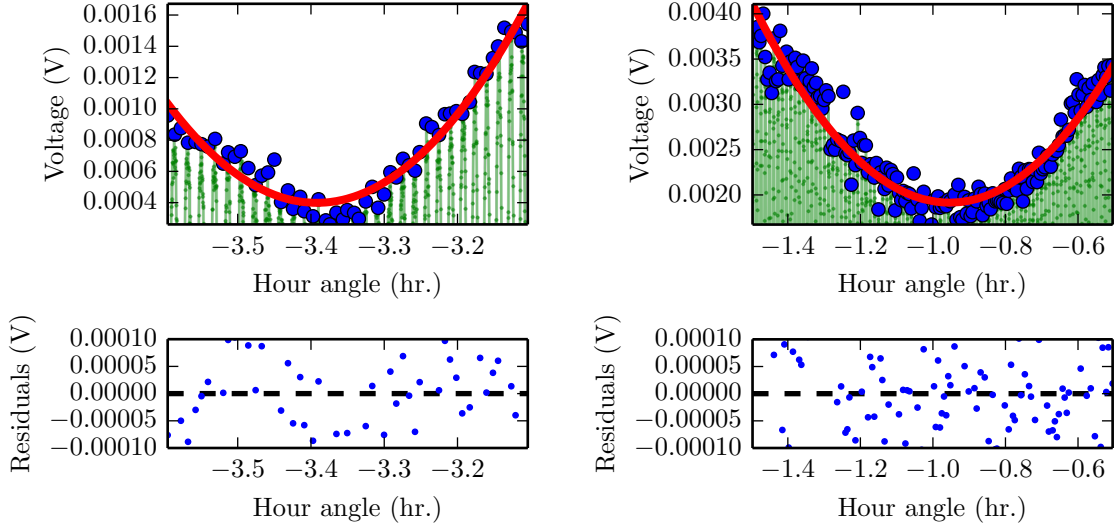 Voltage (V)
0.0016
0.0014
0.0012
0.0010
0.0008
0.0006
0.0004
−3.5 −3.4 −3.3 −3.2
Hour angle (hr.)
Voltage (V)
0.0040
0.0035
0.0030
0.0025
0.0020
−1.4 −1.2 −1.0 −0.8 −0.6
Hour angle (hr.)
Residuals (V)
0.00010
0.00005
0.00000
−0.00005
−0.00010
−3.5 −3.4 −3.3 −3.2
Hour angle (hr.)
Residuals (V)
0.00010
0.00005
0.00000
−0.00005
−0.00010
−1.4 −1.2 −1.0 −0.8 −0.6
Hour angle (hr.)